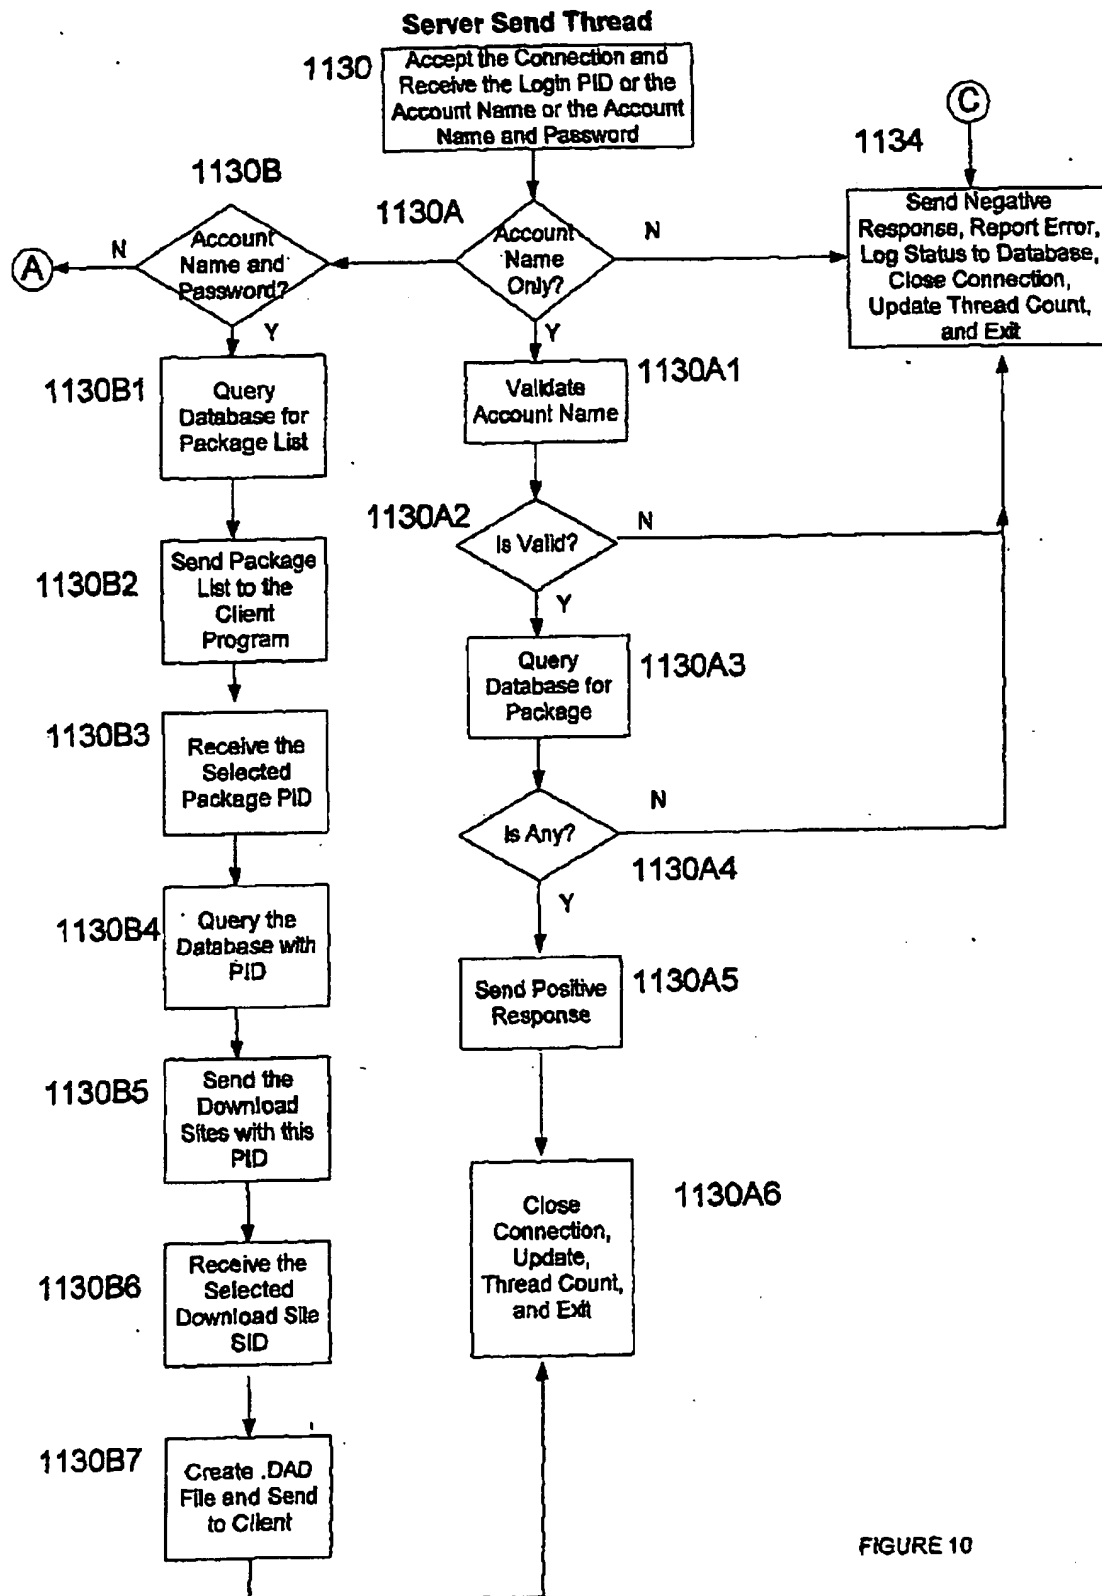 Server Send Thread
1130
Accept the Connection and
Receive the Login PID or the
Account Name or the Account
Name and Password
C
1134
Send Negative
Response, Report Error,
Log Status to Database,
Close Connection,
Update Thread Count,
and Exit
1130B
1130A
Account
Name and
Password?
N
A
Y
Account
Name
Only?
N
Y
1130B1
Query
Database for
Package List
1130A1
Validate
Account Name
1130A2
Is Valid?
N
Y
1130B2
Send Package
List to the
Client
Program
1130A3
Query
Database for
Package
1130B3
Receive the
Selected
Package PID
Is Any?
N
1130A4
Y
1130B4
Query the
Database with
PID
1130A5
Send Positive
Response
1130B5
Send the
Download
Sites with this
PID
1130A6
Close
Connection,
Update,
Thread Count,
and Exit
1130B6
Receive the
Selected
Download Site
SID
1130B7
Create .DAD
File and Send
to Client
FIGURE 10